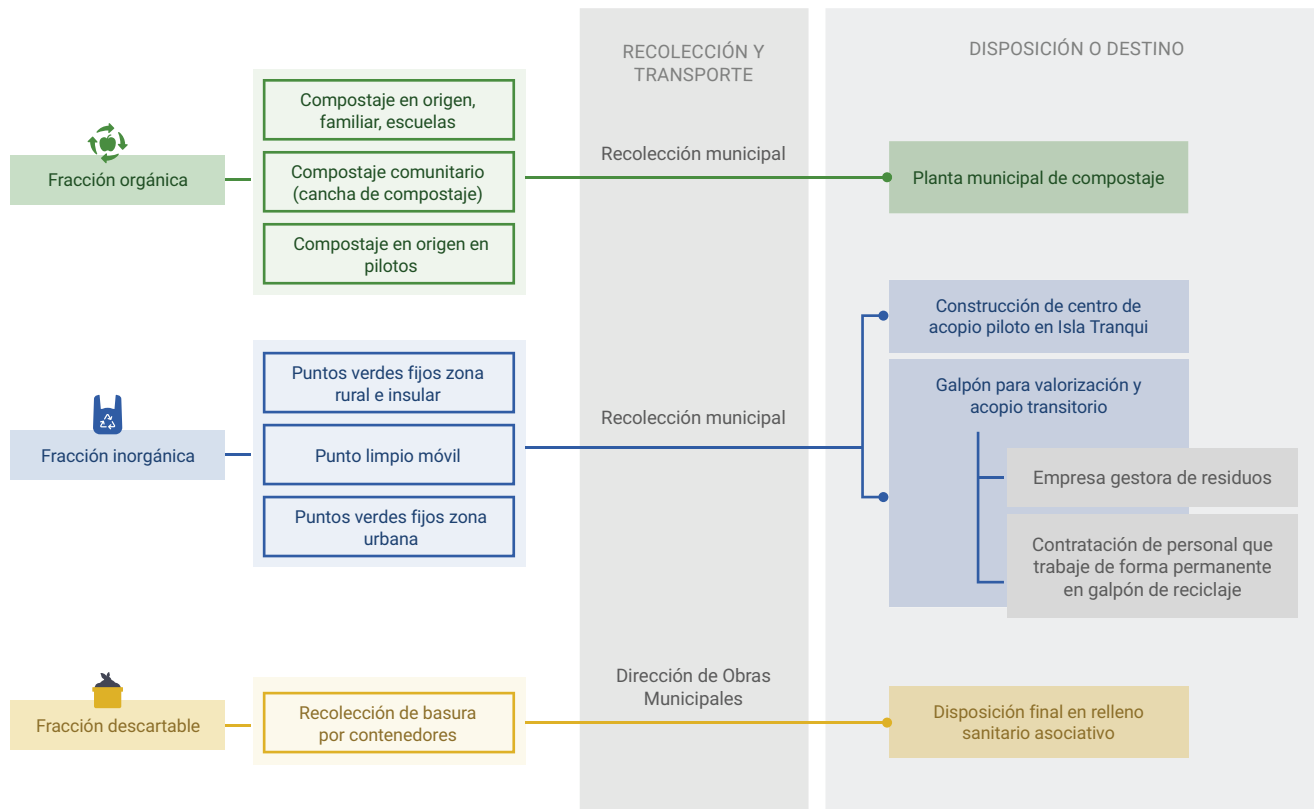 RECOLECCIÓN Y
TRANSPORTE
DISPOSICIÓN O DESTINO
Fracción orgánica
Compostaje en origen,
familiar, escuelas
Compostaje comunitario
(cancha de compostaje)
Compostaje en origen en
pilotos
Recolección municipal
Planta municipal de compostaje
Fracción inorgánica
Puntos verdes fijos zona
rural e insular
Punto limpio móvil
Puntos verdes fijos zona
urbana
Recolección municipal
Construcción de centro de
acopio piloto en Isla Tranqui
Galpón para valorización y
acopio transitorio
Empresa gestora de residuos
Contratación de personal que
trabaje de forma permanente
en galpón de reciclaje
Fracción descartable
Recolección de basura
por contenedores
Dirección de Obras
Municipales
Disposición final en relleno
sanitario asociativo